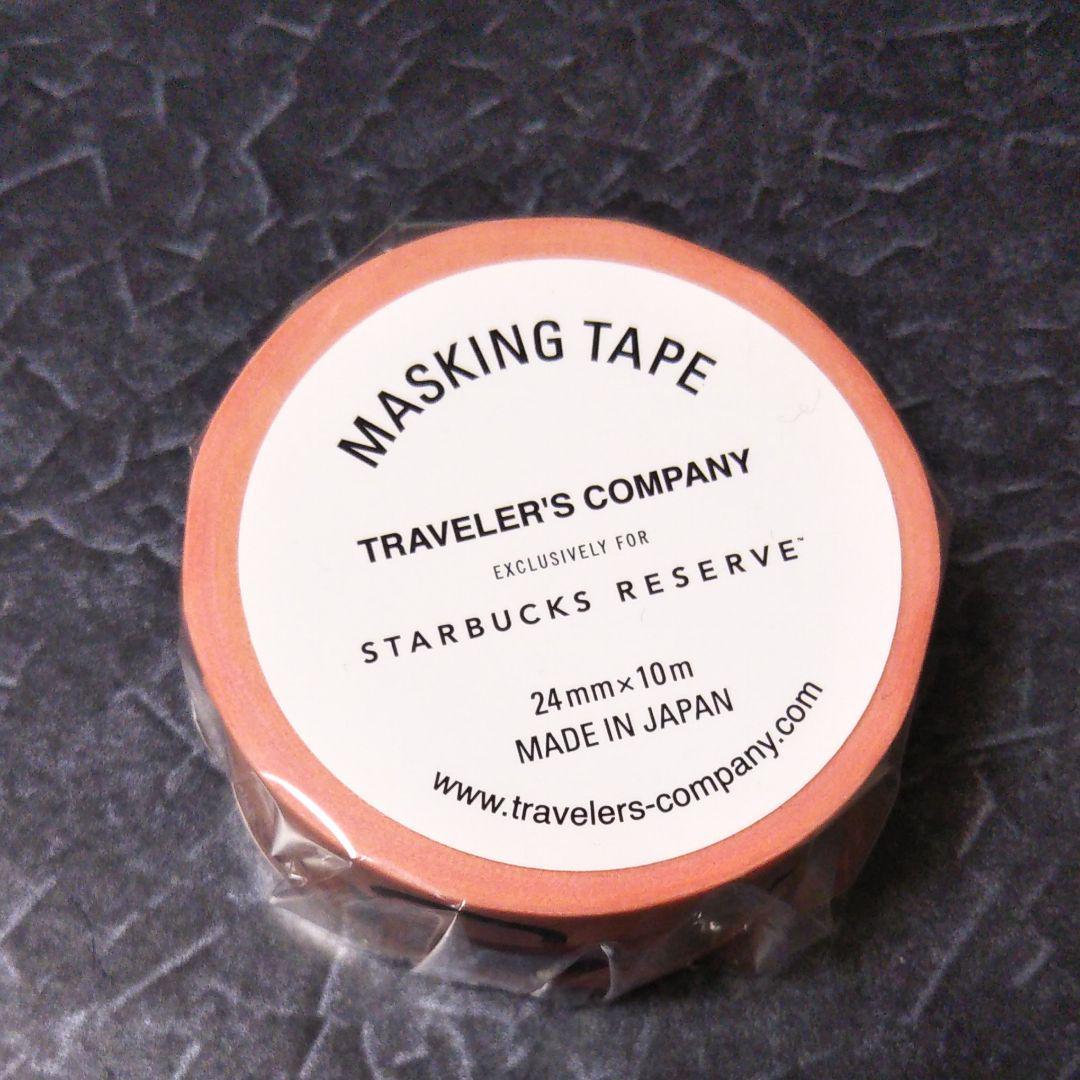 MASKING TAPE
TRAVELER'S COMPANY
EXCLUSIVELY FOR
STARBUCKS RESERVE™
24mm×10m
MADE IN JAPAN
www.travelers-company.com